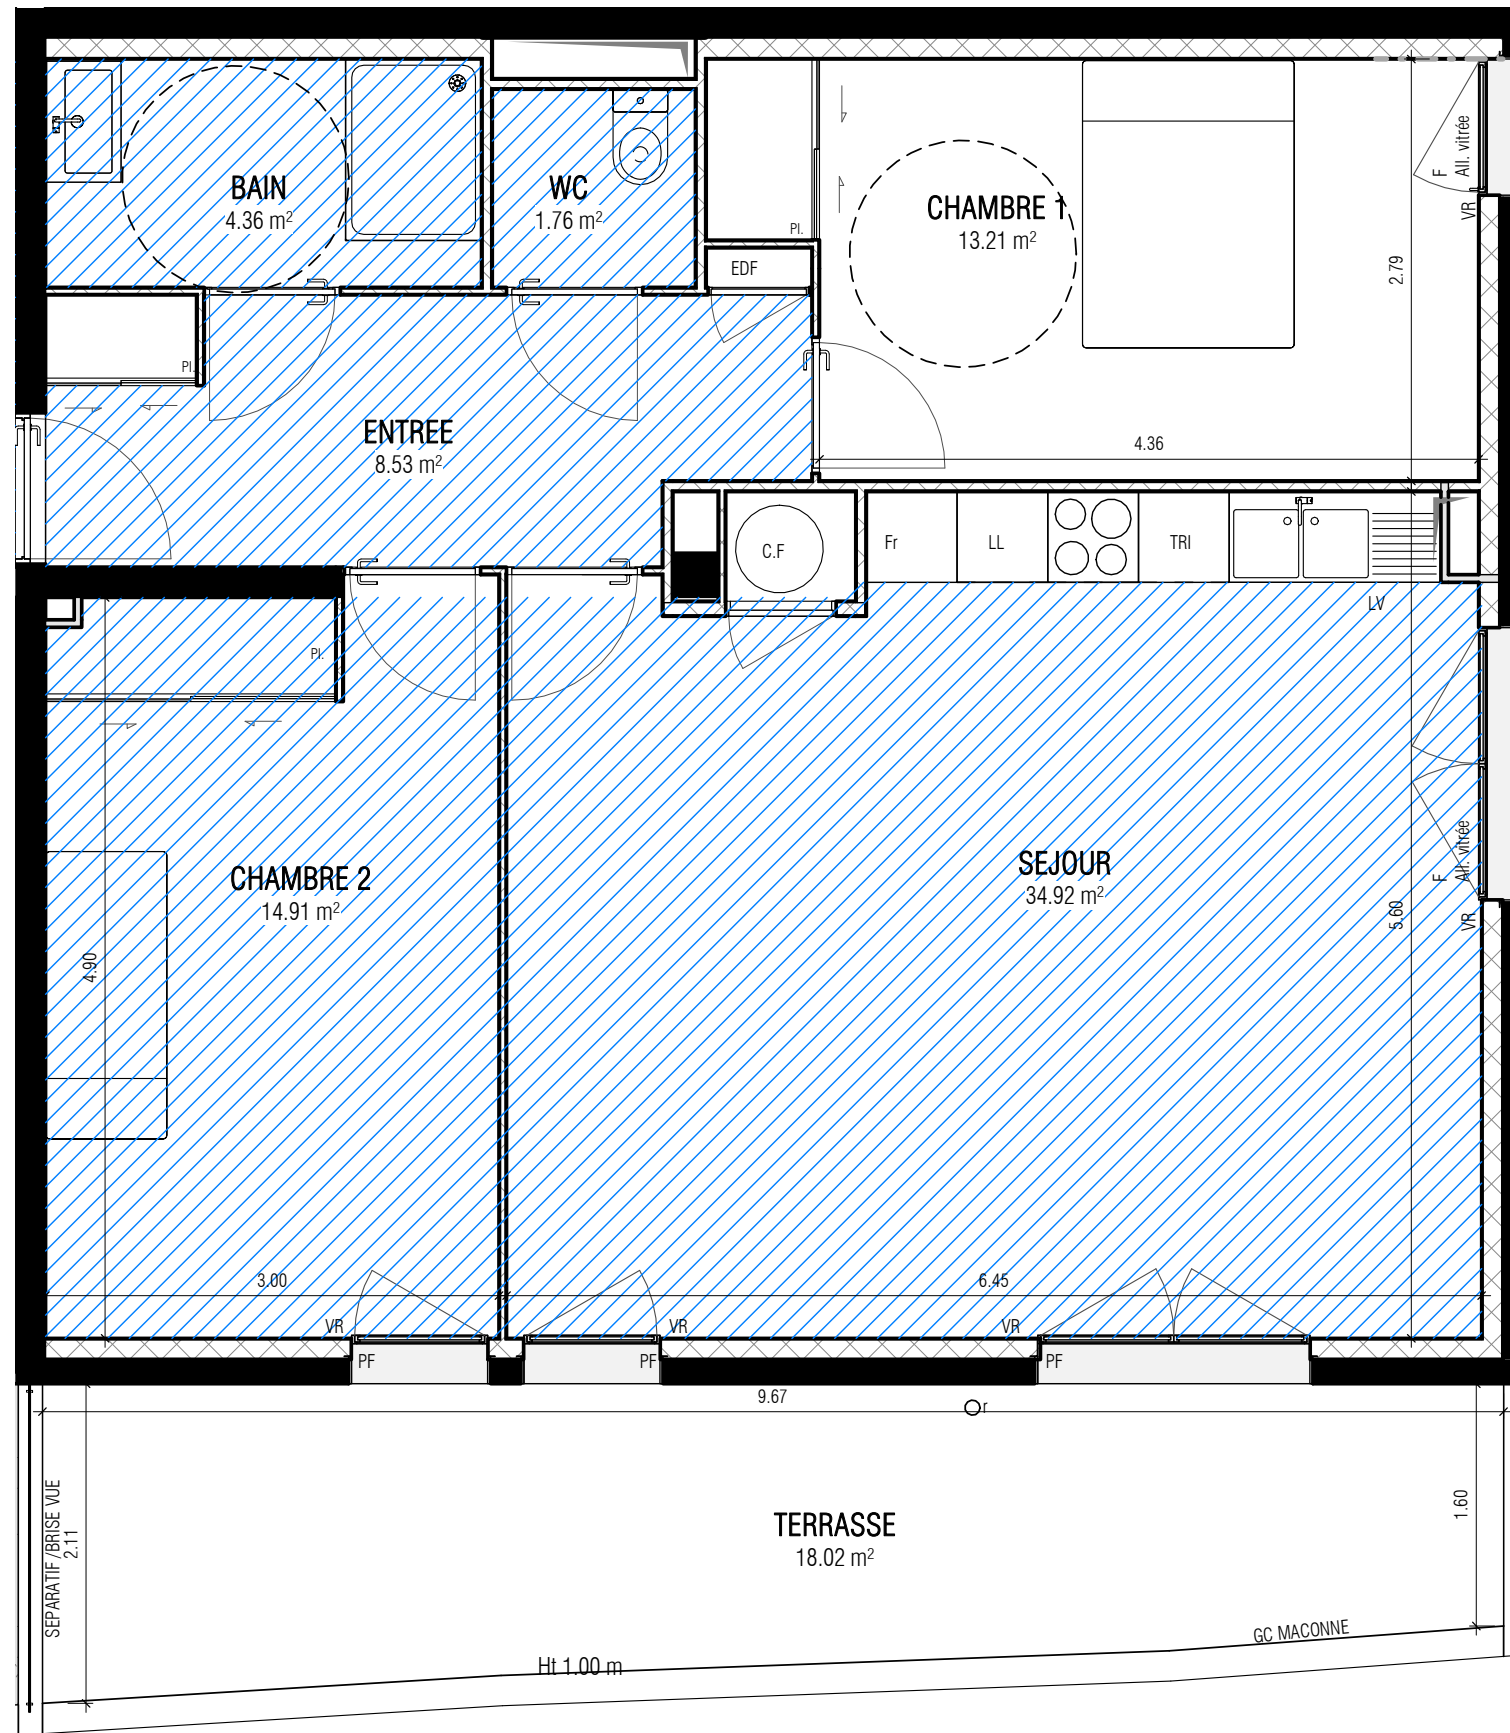 BAIN
4.36 m²
WC
1.76 m²
CHAMBRE 1
13.21 m²
F
All. vitrée
VR
Pl.
EDF
2.79
Pl.
ENTREE
8.53 m²
4.36
C.F
Fr
LL
TRI
LV
Pl.
CHAMBRE 2
14.91 m²
4.90
SEJOUR
34.92 m²
F
All. vitrée
VR
5.60
3.00
6.45
VR
VR
VR
PF
PF
PF
9.67
r
SEPARATIF /BRISE VUE
2.11
1.60
TERRASSE
18.02 m²
GC MACONNE
Ht 1.00 m